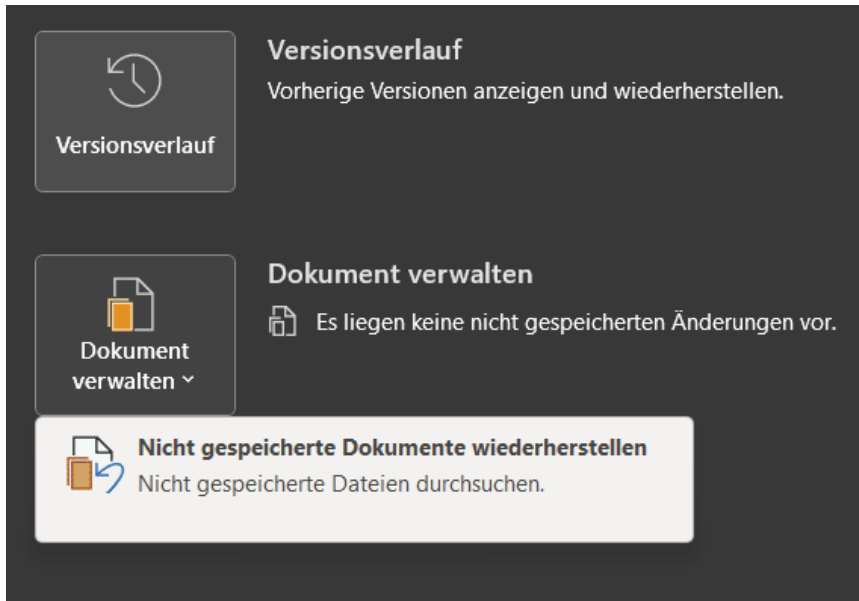 Versionsverlauf
Vorherige Versionen anzeigen und wiederherstellen.
Versionsverlauf
Dokument verwalten
Es liegen keine nicht gespeicherten Änderungen vor.
Dokument
verwalten
Nicht gespeicherte Dokumente wiederherstellen
Nicht gespeicherte Dateien durchsuchen.